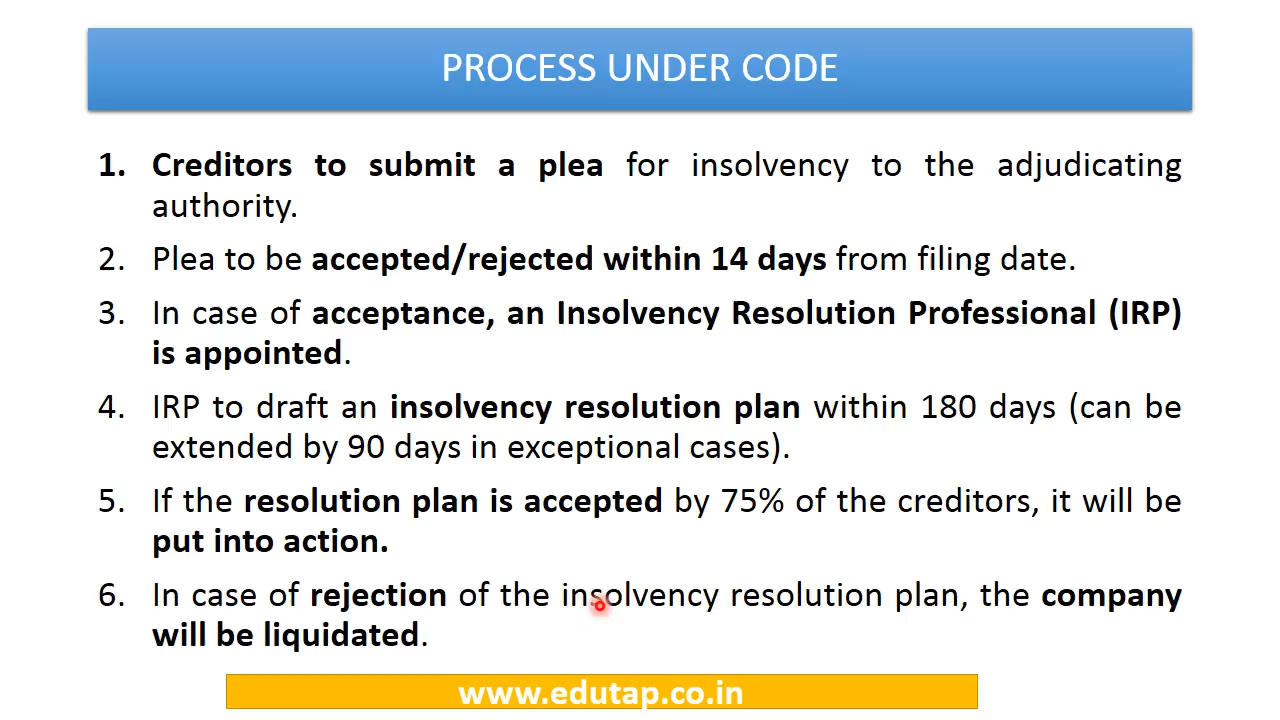 PROCESS UNDER CODE
1. Creditors to submit a plea for insolvency to the adjudicating
authority.
2. Plea to be accepted/rejected within 14 days from filing date.
3. In case of acceptance, an Insolvency Resolution Professional (IRP)
is appointed.
4. IRP to draft an insolvency resolution plan within 180 days (can be
extended by 90 days in exceptional cases).
5. If the resolution plan is accepted by 75% of the creditors, it will be
put into action.
6. In case of rejection of the insolvency resolution plan, the company
will be liquidated.
www.edutap.co.in